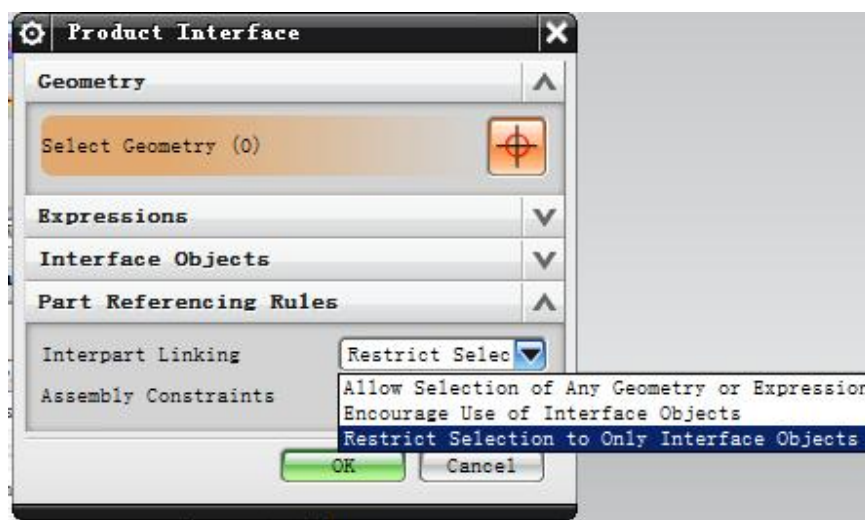 Product Interface
Geometry
Select Geometry (0)
Expressions
Interface Objects
Part Referencing Rules
Interpart Linking
Restrict Selec
Assembly Constraints
Allow Selection of Any Geometry or Expression
Encourage Use of Interface Objects
Restrict Selection to Only Interface Objects
OK
Cancel